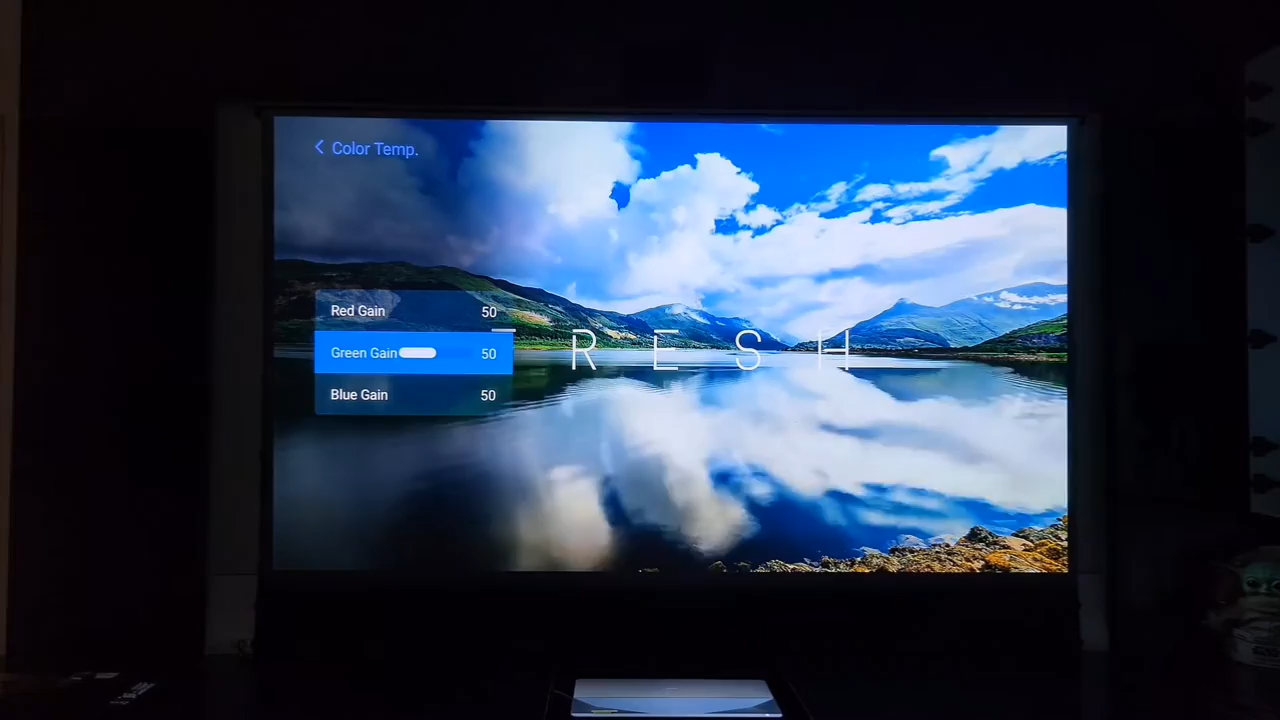 Color Temp.
Red Gain 50
Green Gain 50
Blue Gain 50
R E S H